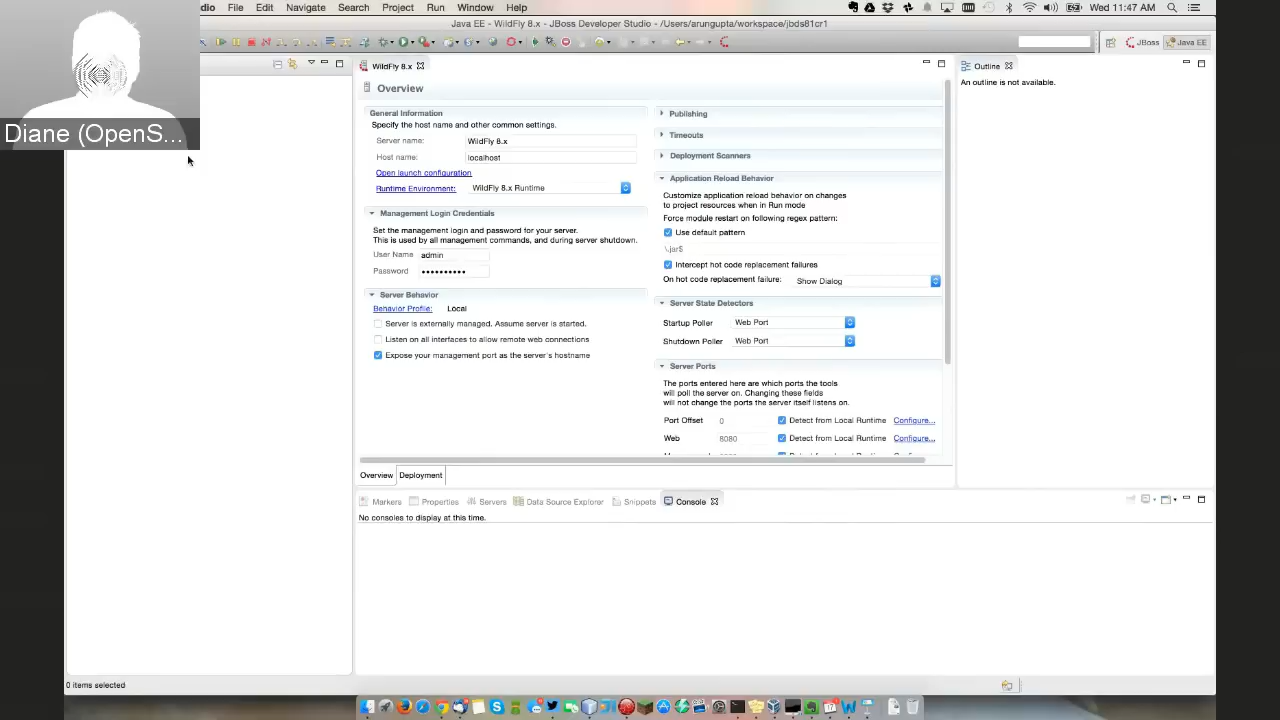 Edit Navigate Search Project Run Window Help
Wed 11:47 AM
Java EE - WildFly 8.x - JBoss Developer Studio - /Users/arungupta/workspace/jbds81cr1
JBoss Java EE
Diane (OpenS...
WildFly 8.x
Overview
General Information
Specify the host name and other common settings.
Server name: WildFly 8.x
Host name: localhost
Open launch configuration
Runtime Environment: WildFly 8.x Runtime
Management Login Credentials
Set the management login and password for your server.
This is used by all management commands, and during server shutdown.
User Name admin
Password ••••••••••
Server Behavior
Behavior Profile: Local
Server is externally managed. Assume server is started.
Listen on all interfaces to allow remote web connections
Expose your management port as the server's hostname
Publishing
Timeouts
Deployment Scanners
Application Reload Behavior
Customize application reload behavior on changes
to project resources when in Run mode
Force module restart on following regex pattern:
Use default pattern
\.jar$
Intercept hot code replacement failures
On hot code replacement failure: Show Dialog
Server State Detectors
Startup Poller Web Port
Shutdown Poller Web Port
Server Ports
The ports entered here are which ports the tools
will poll the server on. Changing these fields
will not change the ports the server itself listens on.
Port Offset 0 Detect from Local Runtime Configure...
Web 8080 Detect from Local Runtime Configure...
Overview Deployment
Outline
An outline is not available.
Markers Properties Servers Data Source Explorer Snippets Console
No consoles to display at this time.
0 items selected